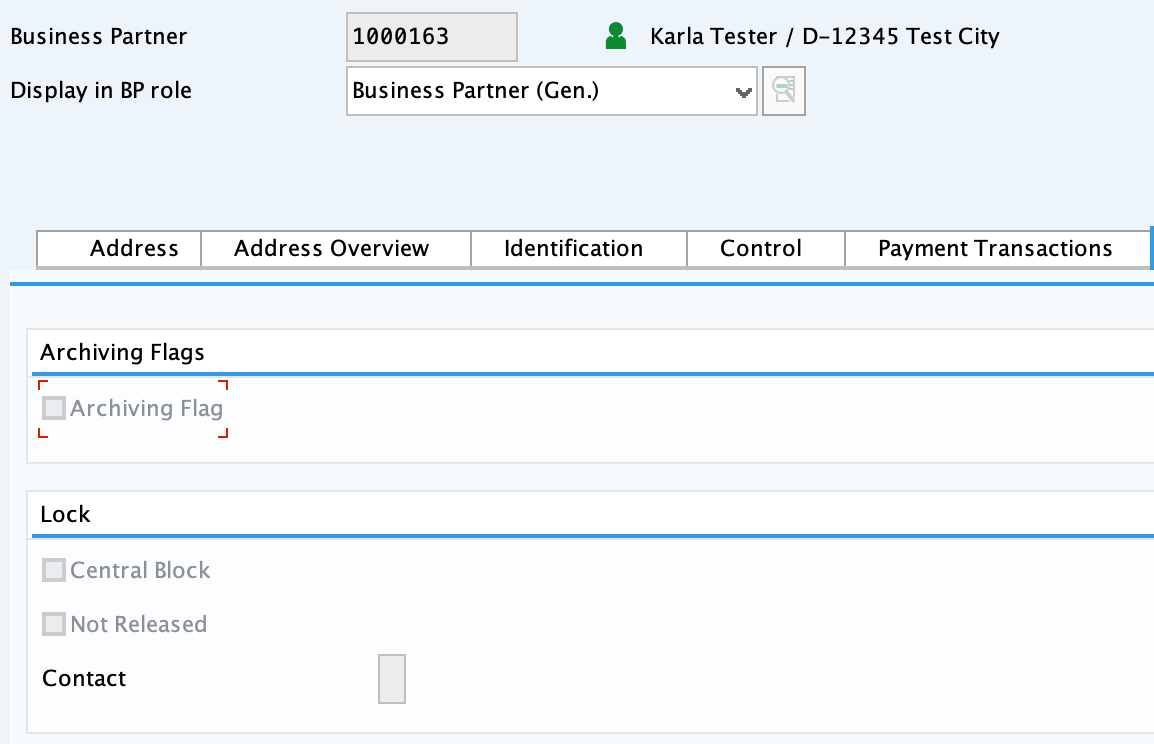 Business Partner 1000163 Karla Tester / D-12345 Test City
Display in BP role Business Partner (Gen.)
Address Address Overview Identification Control Payment Transactions
Archiving Flags
Archiving Flag
Lock
Central Block
Not Released
Contact